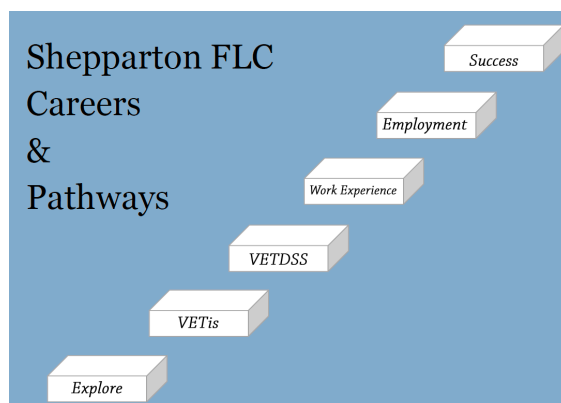 Shepparton FLC
Careers
&
Pathways
Success
Employment
Work Experience
VETDSS
VETis
Explore